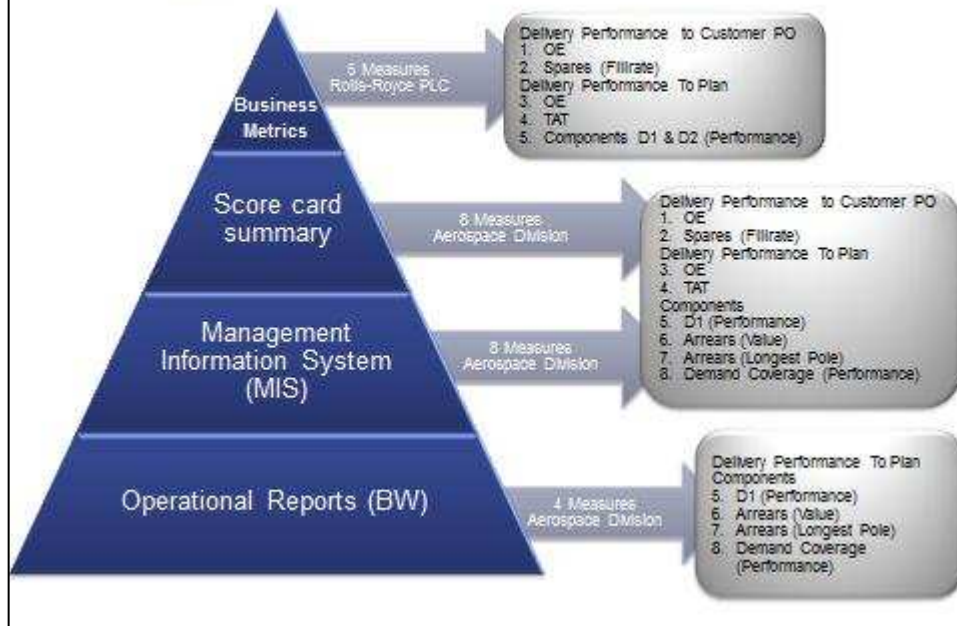 Business
Metrics
5 Measures
Rolls-Royce PLC
Delivery Performance to Customer PO
1. OE
2. Spares (Fillrate)
Delivery Performance To Plan
3. OE
4. TAT
5. Components D1 & D2 (Performance)
Score card
summary
8 Measures
Aerospace Division
Management
Information System
(MIS)
8 Measures
Aerospace Division
Delivery Performance to Customer PO
1. OE
2. Spares (Fillrate)
Delivery Performance To Plan
3. OE
4. TAT
Components
5. D1 (Performance)
6. Arrears (Value)
7. Arrears (Longest Pole)
8. Demand Coverage (Performance)
Operational Reports (BW)
4 Measures
Aerospace Division
Delivery Performance To Plan
Components
5. D1 (Performance)
6. Arrears (Value)
7. Arrears (Longest Pole)
8. Demand Coverage
(Performance)